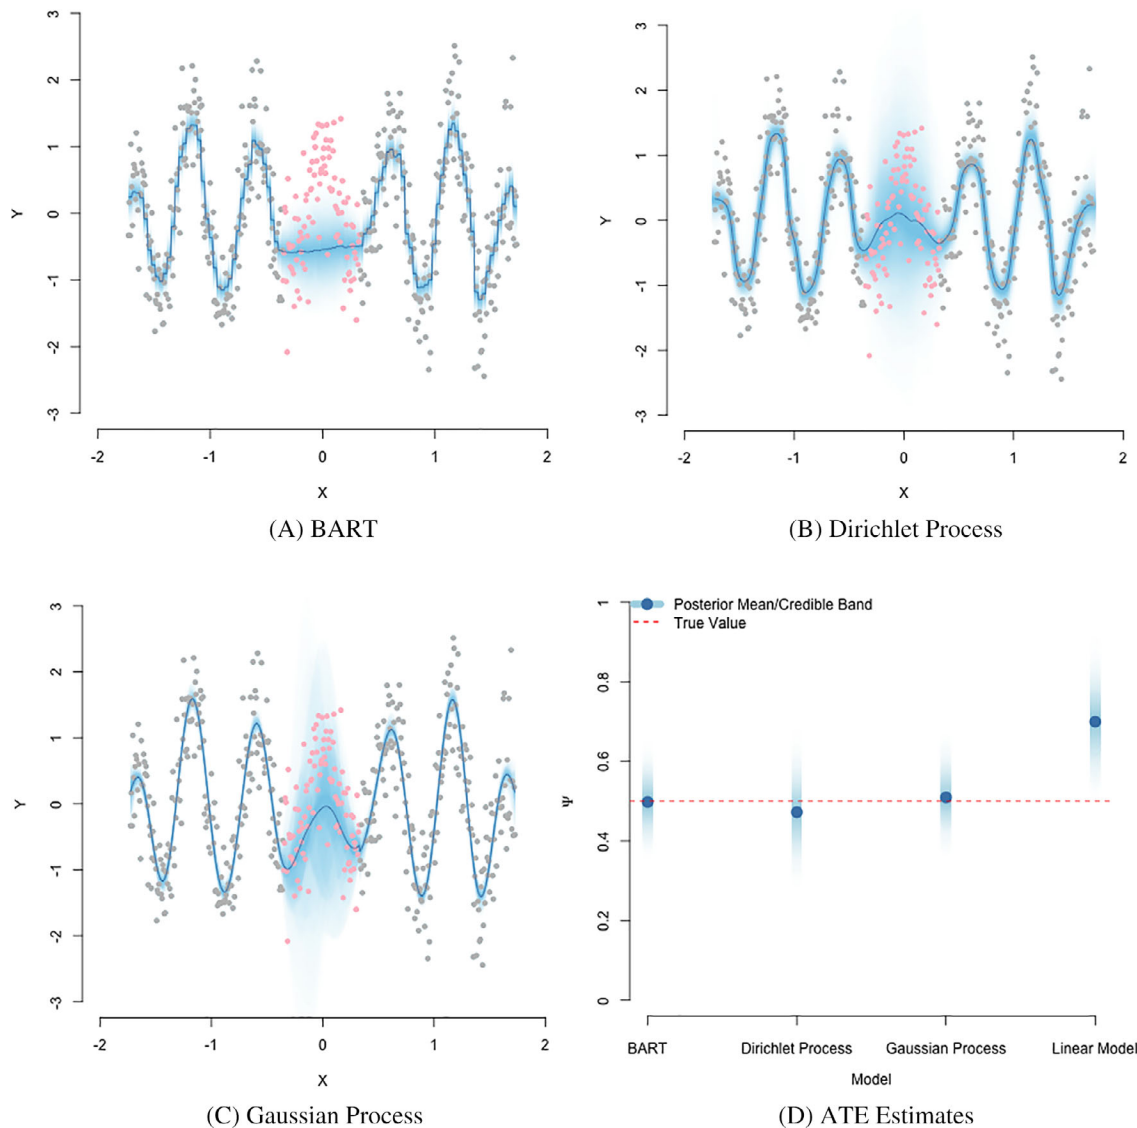 3
2
1
0
-1
-2
-3
Y
-2
-1
0
1
2
X
(A) BART
3
2
1
0
-1
-2
-3
Y
-2
-1
0
1
2
X
(B) Dirichlet Process
3
2
1
0
-1
-2
-3
Y
-2
-1
0
1
2
X
(C) Gaussian Process
Posterior Mean/Credible Band
True Value
1
0.8
0.6
0.4
0.2
0
Ψ
BART
Dirichlet Process
Gaussian Process
Linear Model
Model
(D) ATE Estimates